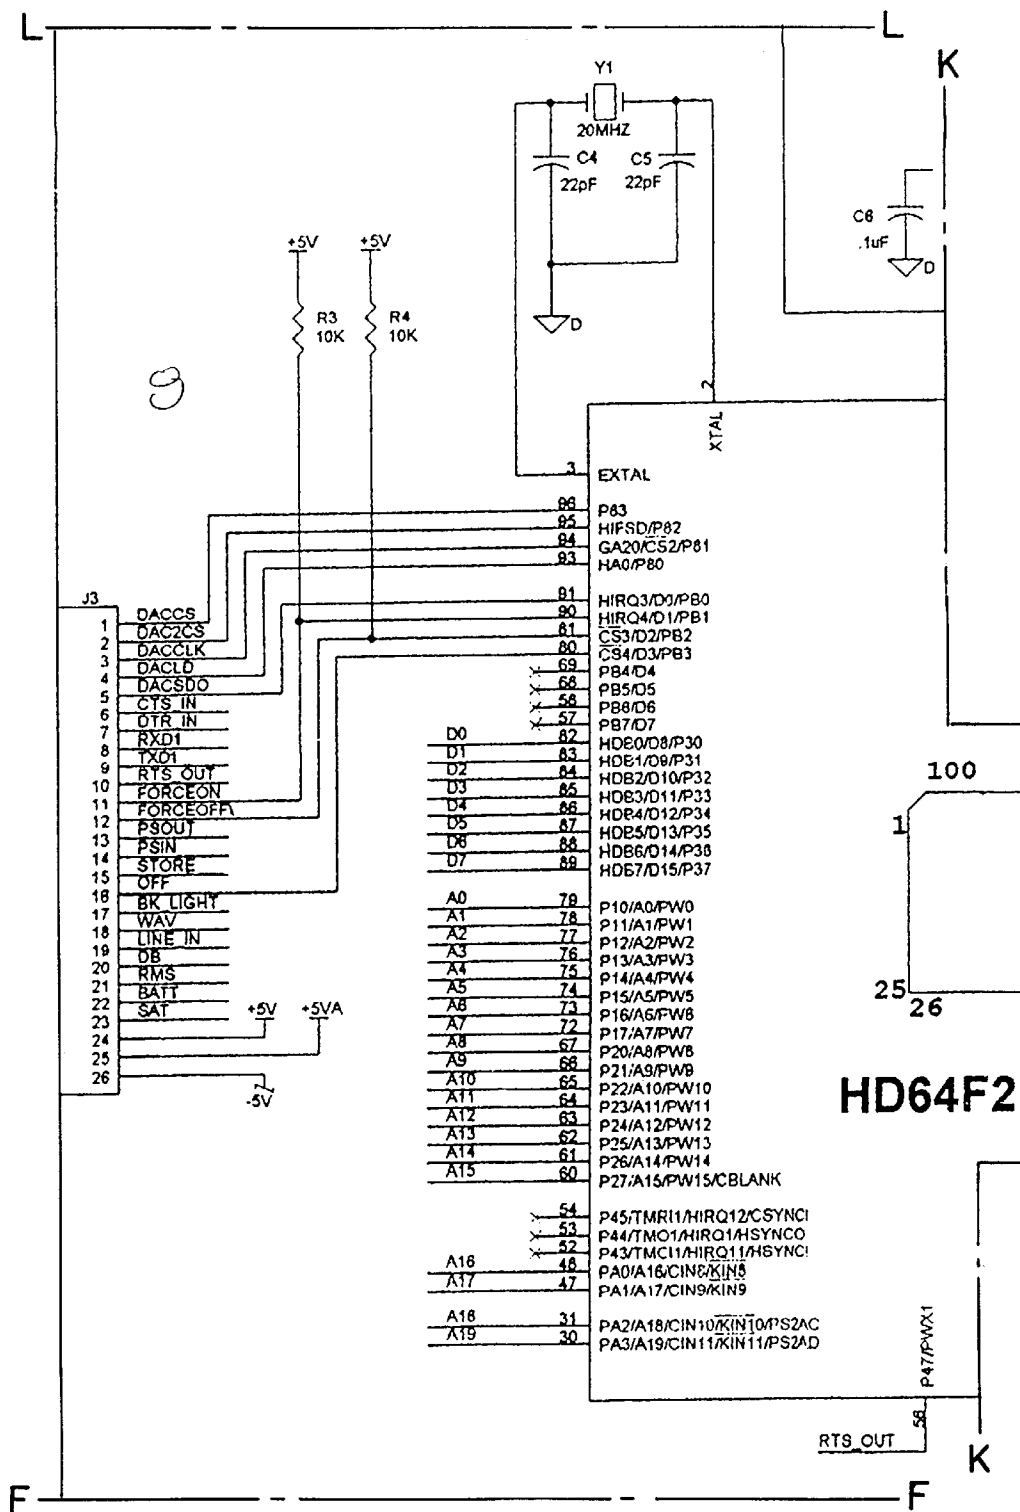 L
L
K
Y1
20MHZ
C4
22pF
C5
22pF
C6
.1uF
D
+5V
+5V
R3
10K
R4
10K
D
9
2
XTAL
3 EXTAL
96 P83
95 HIFSD/P82
94 GA20/CS2/P81
93 HA0/P80
91 HIRQ3/D0/PB0
90 HIRQ4/D1/PB1
81 CS3/D2/PB2
80 CS4/D3/PB3
69 PB4/D4
68 PB5/D5
58 PB6/D6
57 PB7/D7
D0 82 HDB0/D8/P30
D1 83 HDB1/D9/P31
D2 84 HDB2/D10/P32
D3 85 HDB3/D11/P33
D4 86 HDB4/D12/P34
D5 87 HDB5/D13/P35
D6 88 HDB6/D14/P36
D7 89 HDB7/D15/P37
A0 79 P10/A0/PW0
A1 78 P11/A1/PW1
A2 77 P12/A2/PW2
A3 76 P13/A3/PW3
A4 75 P14/A4/PW4
A5 74 P15/A5/PW5
A6 73 P16/A6/PW6
A7 72 P17/A7/PW7
A8 67 P20/A8/PW8
A9 66 P21/A9/PW9
A10 65 P22/A10/PW10
A11 64 P23/A11/PW11
A12 63 P24/A12/PW12
A13 62 P25/A13/PW13
A14 61 P26/A14/PW14
A15 60 P27/A15/PW15/CBLANK
54 P45/TMRI1/HIRQ12/CSYNCI
53 P44/TMO1/HIRQ1/HSYNCO
52 P43/TMCI1/HIRQ11/HSYNCI
A16 48 PA0/A16/CIN8/KIN8
A17 47 PA1/A17/CIN9/KIN9
A18 31 PA2/A18/CIN10/KIN10/PS2AC
A19 30 PA3/A19/CIN11/KIN11/PS2AD
J3
1 DACCS
2 DAC2CS
3 DACCLK
4 DACLD
5 DACSDO
6 CTS_IN
7 DTR_IN
8 RXD1
9 TXD1
10 RTS_OUT
11 FORCEON
12 FORCEOFF\
13 PSOUT
14 PSIN
15 STORE
16 OFF
17 BK_LIGHT
18 WAV
19 LINE_IN
20 DB
21 RMS
22 BATT
23 SAT
24 +5V
25 +5VA
26 -5V
100
1
25
26
HD64F2
P47/PWX1
56
RTS_OUT
K
F
F